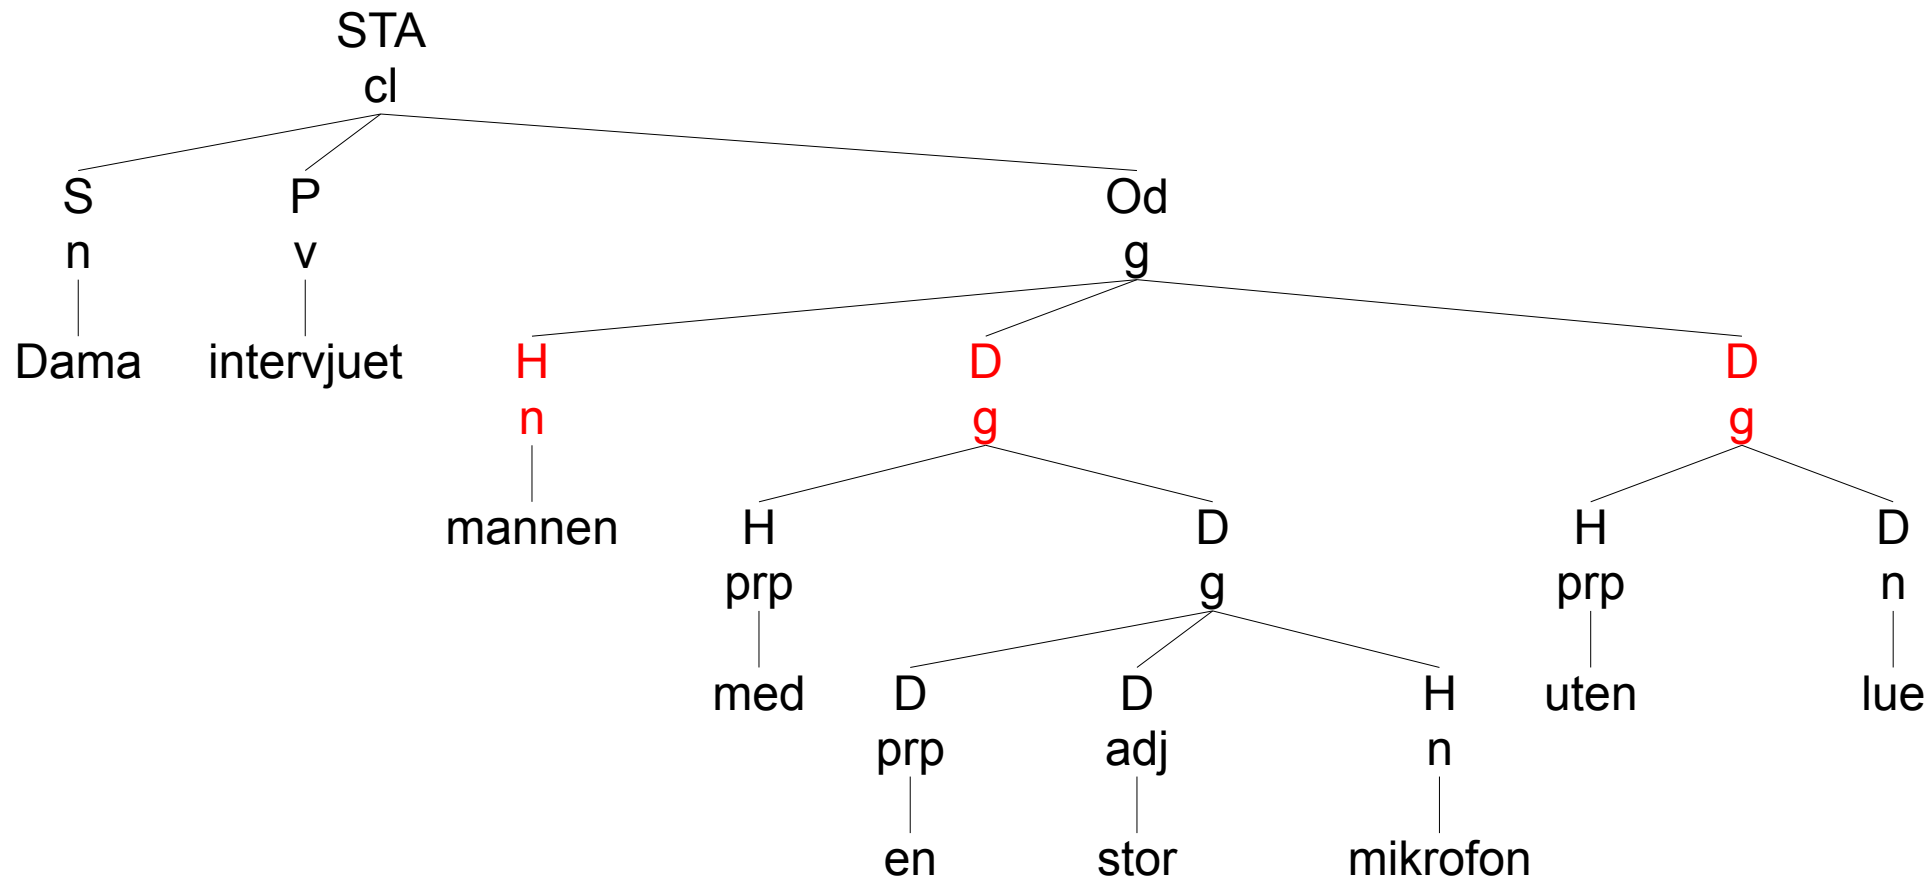 STA
cl
S P Od
n v g
Dama intervjuet H D D
n g g
mannen H D H D
prp g prp n
med D D H uten lue
prp adj n
en stor mikrofon